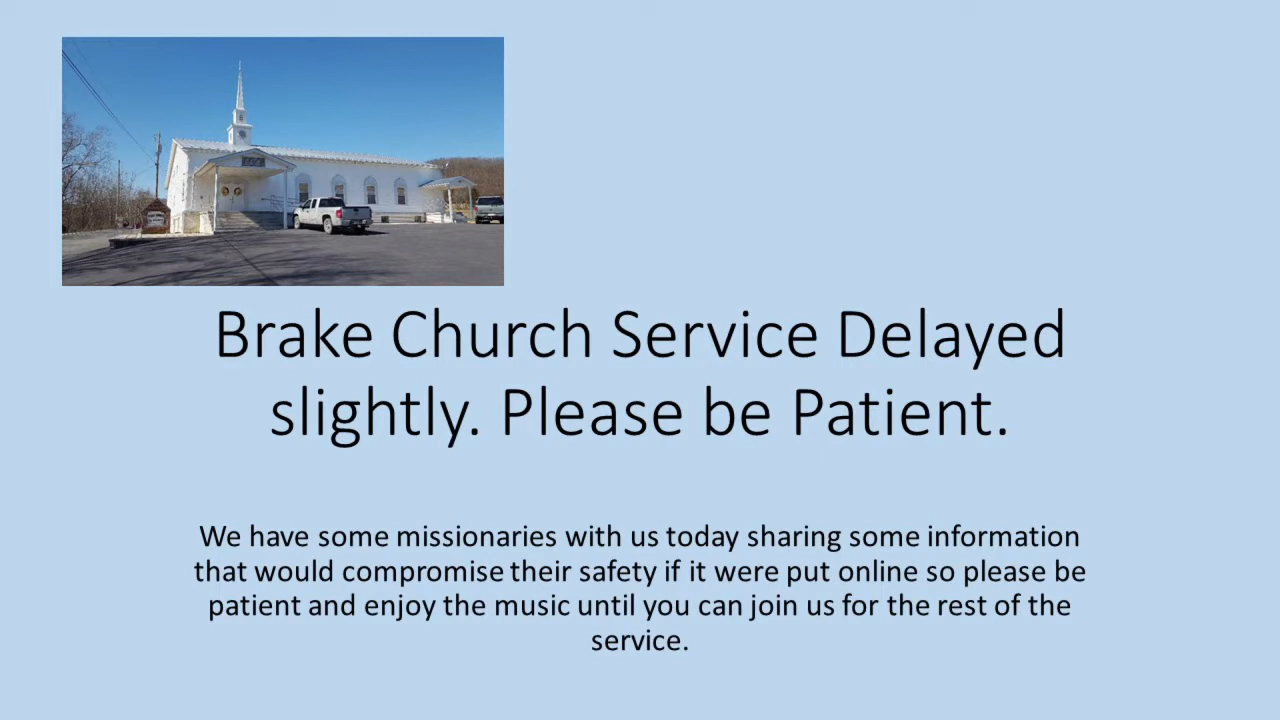 Brake Church Service Delayed
slightly. Please be Patient.
We have some missionaries with us today sharing some information
that would compromise their safety if it were put online so please be
patient and enjoy the music until you can join us for the rest of the
service.